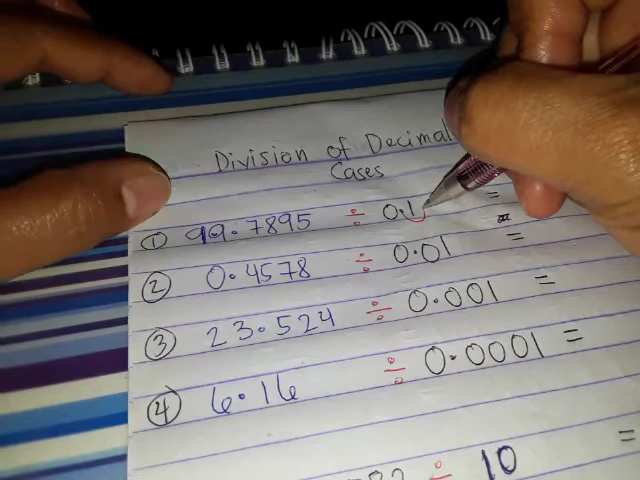 Division of Decimal
Cases
① 99.7895 ÷ 0.1 =
② 0.4578 ÷ 0.01 =
③ 23.524 ÷ 0.001 =
④ 6.16 ÷ 0.0001 =
÷ 10 =